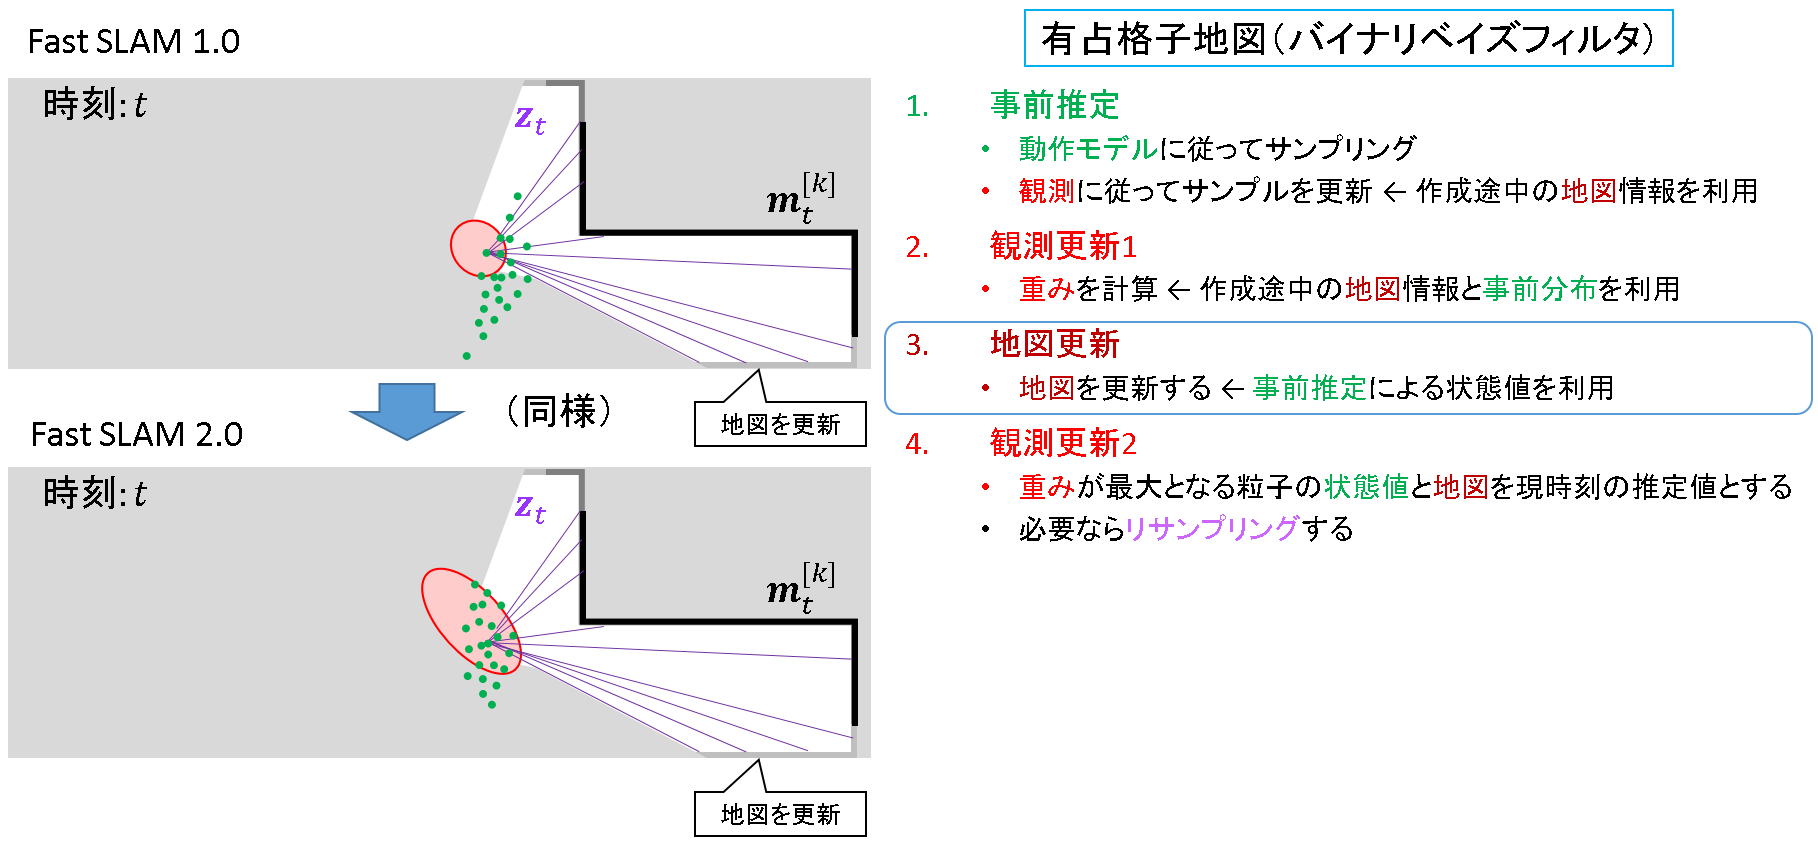 Fast SLAM 1.0
時刻: t
z_t
m_t^{[k]}
地図を更新
（同様）
Fast SLAM 2.0
時刻: t
z_t
m_t^{[k]}
地図を更新
有占格子地図（バイナリベイズフィルタ）
1. 事前推定
• 動作モデルに従ってサンプリング
• 観測に従ってサンプルを更新 ← 作成途中の地図情報を利用
2. 観測更新1
• 重みを計算 ← 作成途中の地図情報と事前分布を利用
3. 地図更新
• 地図を更新する ← 事前推定による状態値を利用
4. 観測更新2
• 重みが最大となる粒子の状態値と地図を現時刻の推定値とする
• 必要ならリサンプリングする